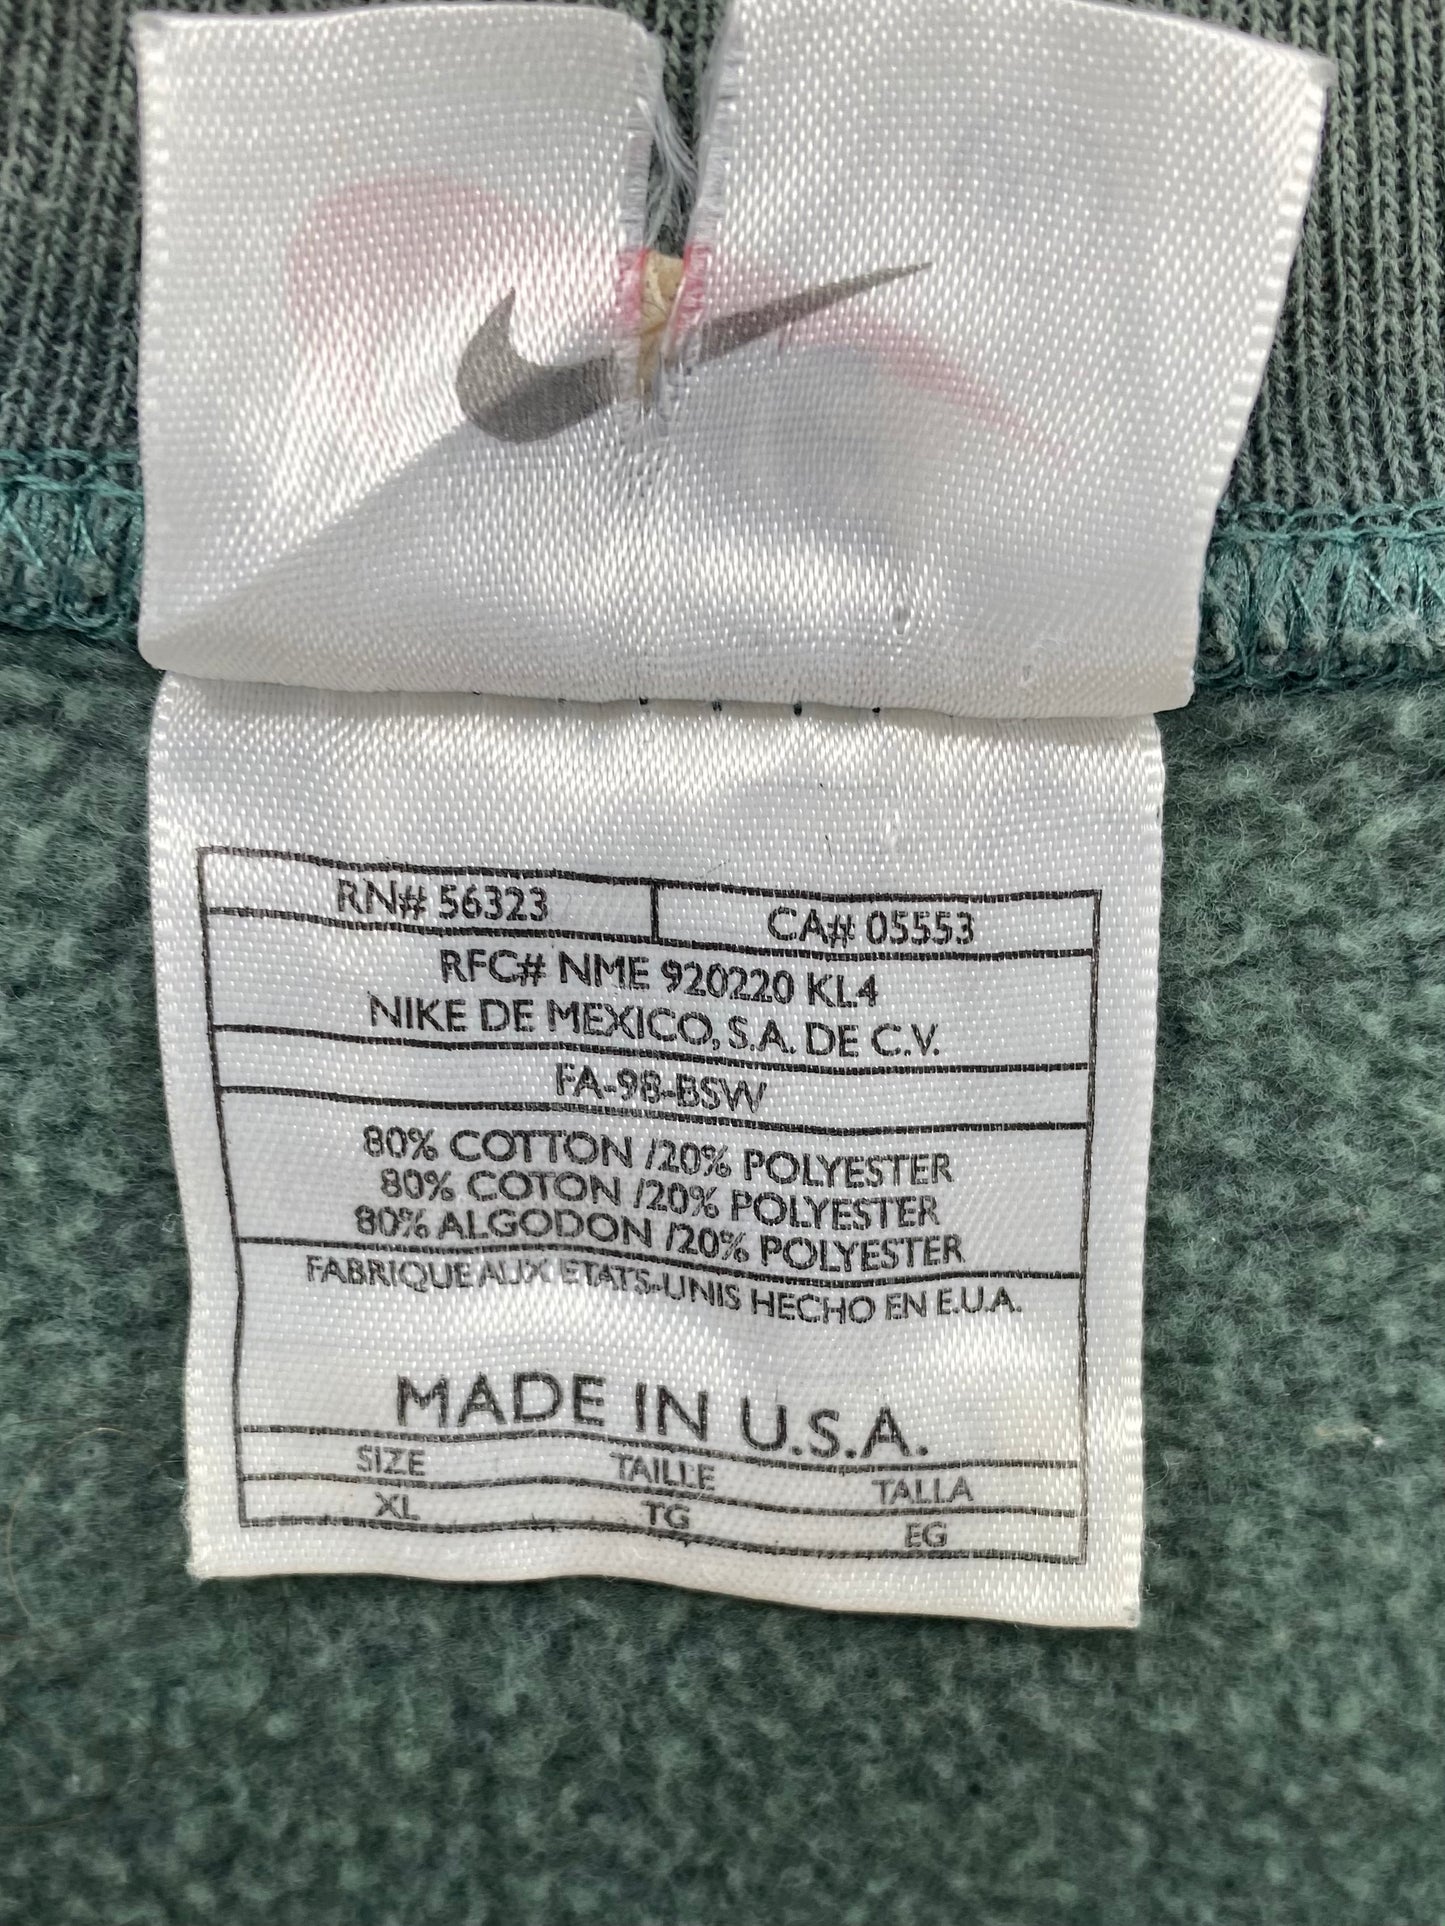 RN# 56323
CA# 05553
RFC# NME 920220 KL4
NIKE DE MEXICO, S.A. DE C.V.
FA-98-BSW
80% COTTON /20% POLYESTER
80% COTON /20% POLYESTER
80% ALGODON /20% POLYESTER
FABRIQUE AUX ETATS-UNIS HECHO EN E.U.A.
MADE IN U.S.A.
SIZE TAILLE TALLA
XL TG EG